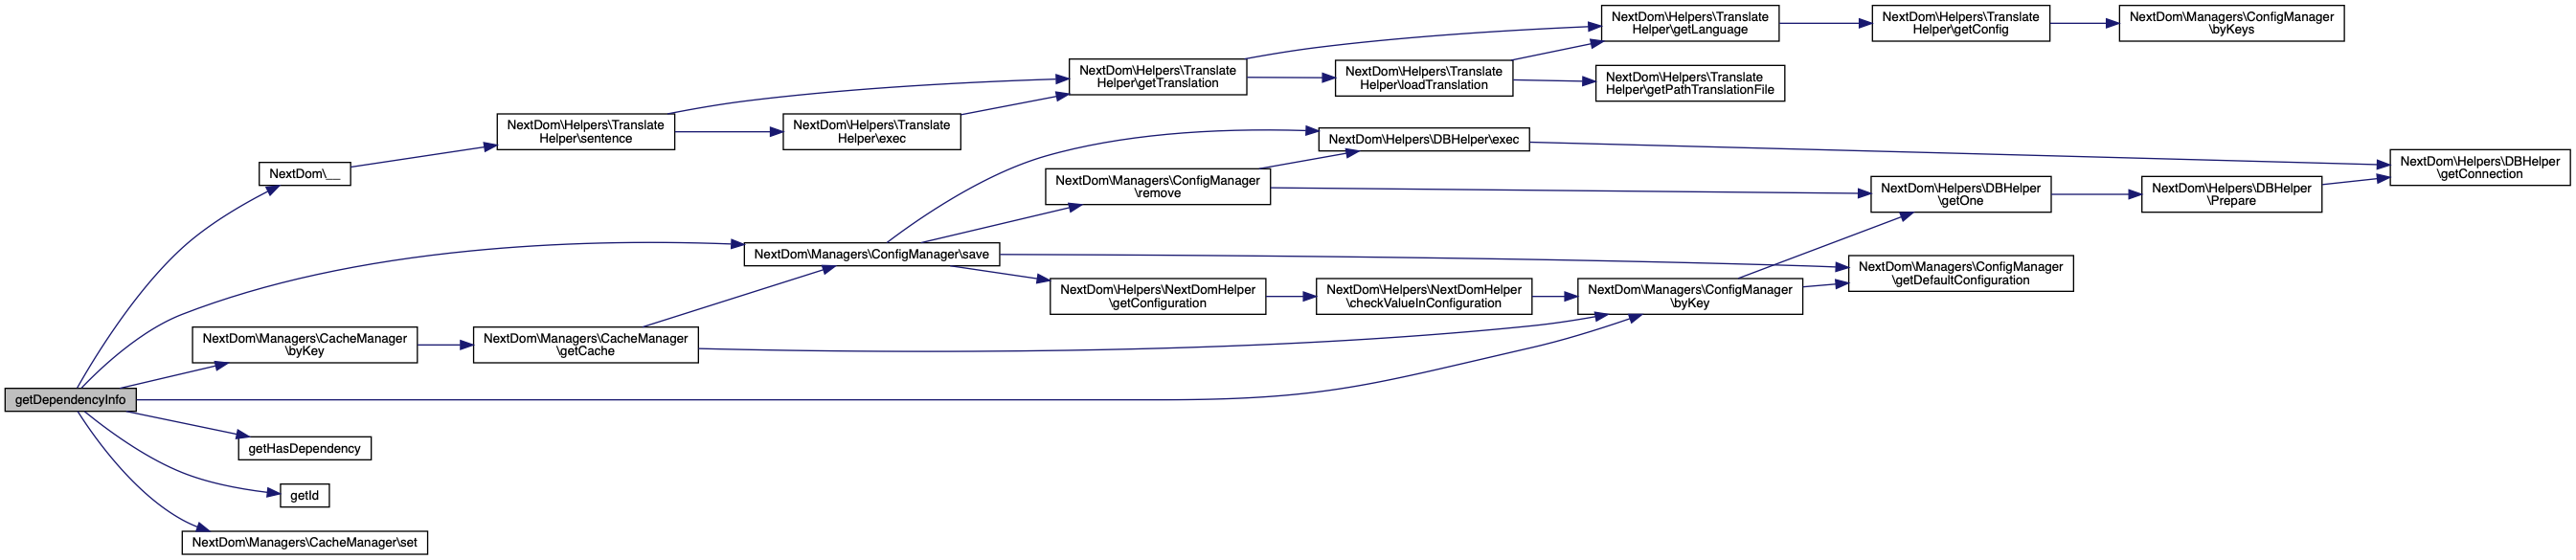 getDependencyInfo
NextDom\__
NextDom\Managers\CacheManager
\byKey
getHasDependency
getId
NextDom\Managers\CacheManager\set
NextDom\Helpers\Translate
Helper\sentence
NextDom\Managers\CacheManager
\getCache
NextDom\Helpers\Translate
Helper\exec
NextDom\Managers\ConfigManager\save
NextDom\Helpers\Translate
Helper\getTranslation
NextDom\Managers\ConfigManager
\remove
NextDom\Helpers\NextDomHelper
\getConfiguration
NextDom\Helpers\Translate
Helper\loadTranslation
NextDom\Helpers\DBHelper\exec
NextDom\Helpers\NextDomHelper
\checkValueInConfiguration
NextDom\Helpers\Translate
Helper\getLanguage
NextDom\Helpers\Translate
Helper\getPathTranslationFile
NextDom\Managers\ConfigManager
\byKey
NextDom\Helpers\Translate
Helper\getConfig
NextDom\Helpers\DBHelper
\getOne
NextDom\Managers\ConfigManager
\getDefaultConfiguration
NextDom\Managers\ConfigManager
\byKeys
NextDom\Helpers\DBHelper
\Prepare
NextDom\Helpers\DBHelper
\getConnection